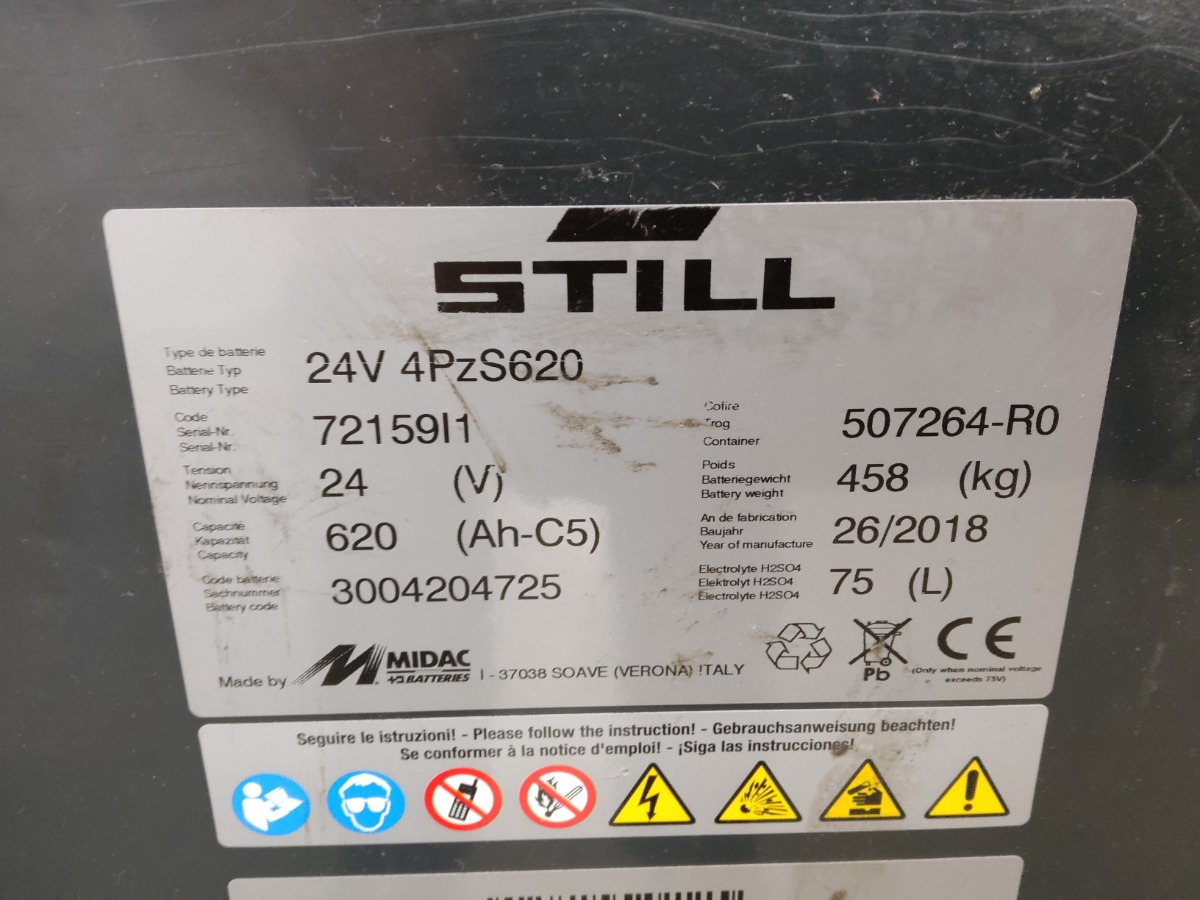 STILL
Type de batterie
Batterie Typ
Battery Type
24V 4PzS620
Code
Serial-Nr.
Serial-Nr.
72159I1
Tension
Nennspannung
Nominal Voltage
24 (V)
Capacité
Kapazität
Capacity
620 (Ah-C5)
Code batterie
Sachnummer
Battery code
3004204725
Cofre
Trog
Container
507264-R0
Poids
Batteriegewicht
Battery weight
458 (kg)
An de fabrication
Baujahr
Year of manufacture
26/2018
Electrolyte H2SO4
Elektrolyt H2SO4
Electrolyte H2SO4
75 (L)
Made by MIDAC BATTERIES I - 37038 SOAVE (VERONA) ITALY
Pb
CE
(Only when nominal voltage
exceeds 75V)
Seguire le istruzioni! - Please follow the instruction! - Gebrauchsanweisung beachten!
Se conformer à la notice d'emploi! - ¡Siga las instrucciones!